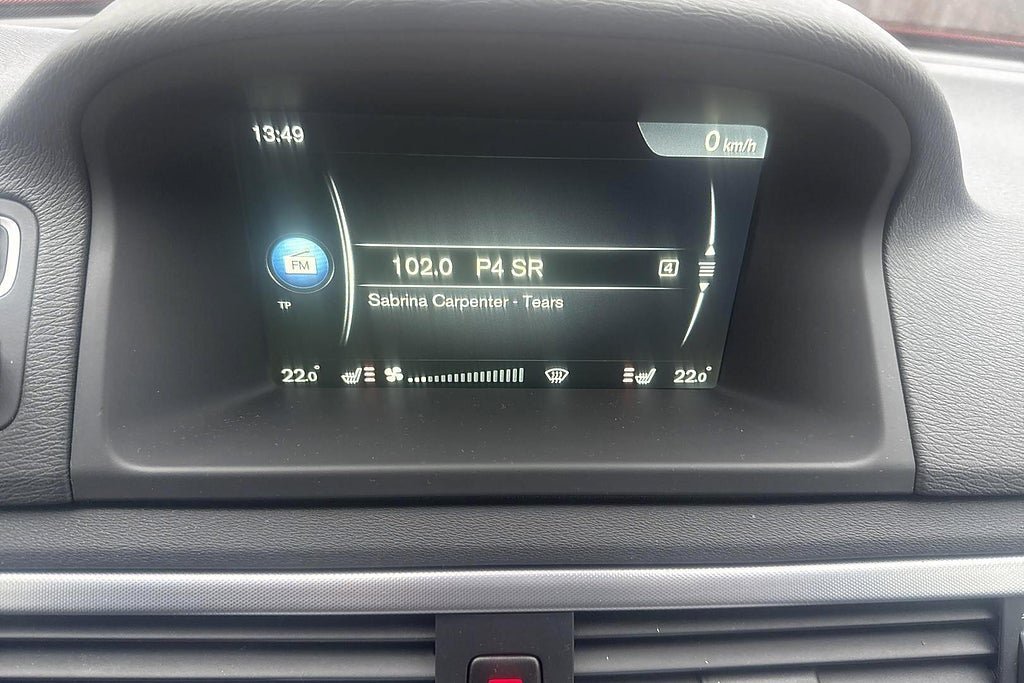 13:49
0 km/h
FM
102.0 P4 SR 4
TP
Sabrina Carpenter - Tears
22.0° 22.0°